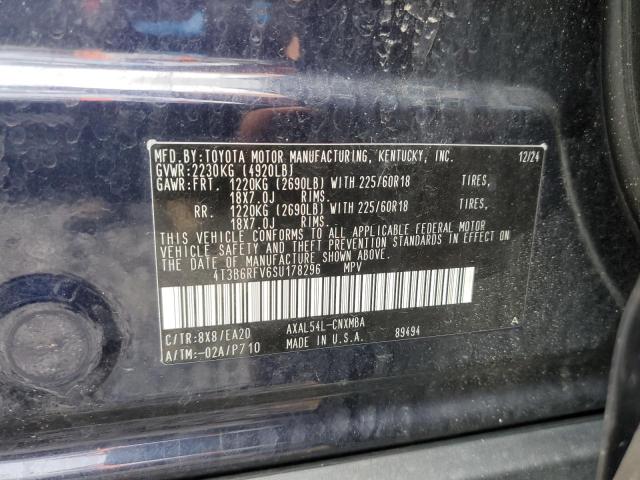 MFD.BY:TOYOTA MOTOR MANUFACTURING, KENTUCKY, INC. 12/24
GVWR:2230KG (4920LB)
GAWR:FRT. 1220KG (2690LB) WITH 225/60R18 TIRES,
18X7.0J RIMS.
RR. 1220KG (2690LB) WITH 225/60R18 TIRES,
18X7.0J RIMS.
THIS VEHICLE CONFORMS TO ALL APPLICABLE FEDERAL MOTOR
VEHICLE SAFETY AND THEFT PREVENTION STANDARDS IN EFFECT
ON THE DATE OF MANUFACTURE SHOWN ABOVE.
4T3B6RFV6SU178296 MPV
C/TR:8X8/EA20 AXAL54L-CNXMBA A
A/TM:-02A/P710 MADE IN U.S.A. 89494